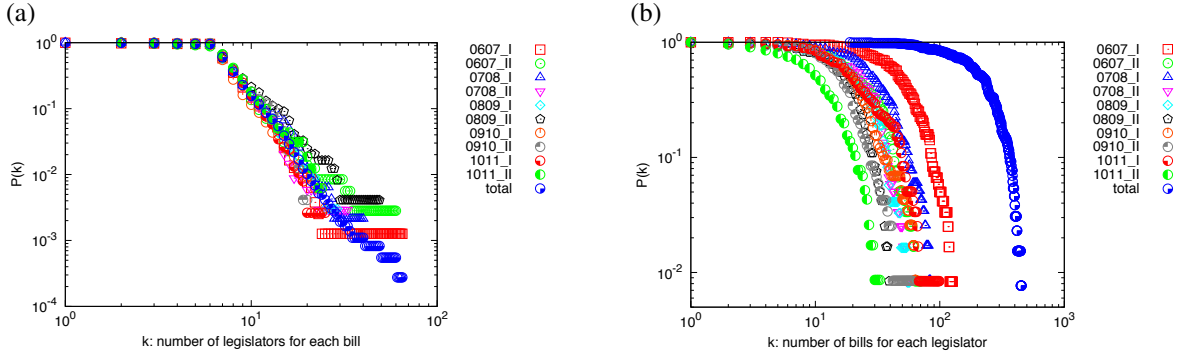 (a)
10^0
10^-1
10^-2
10^-3
10^-4
P(k)
10^0 10^1 10^2
k: number of legislators for each bill
0607_I
0607_II
0708_I
0708_II
0809_I
0809_II
0910_I
0910_II
1011_I
1011_II
total
(b)
10^0
10^-1
10^-2
P(k)
10^0 10^1 10^2 10^3
k: number of bills for each legislator
0607_I
0607_II
0708_I
0708_II
0809_I
0809_II
0910_I
0910_II
1011_I
1011_II
total